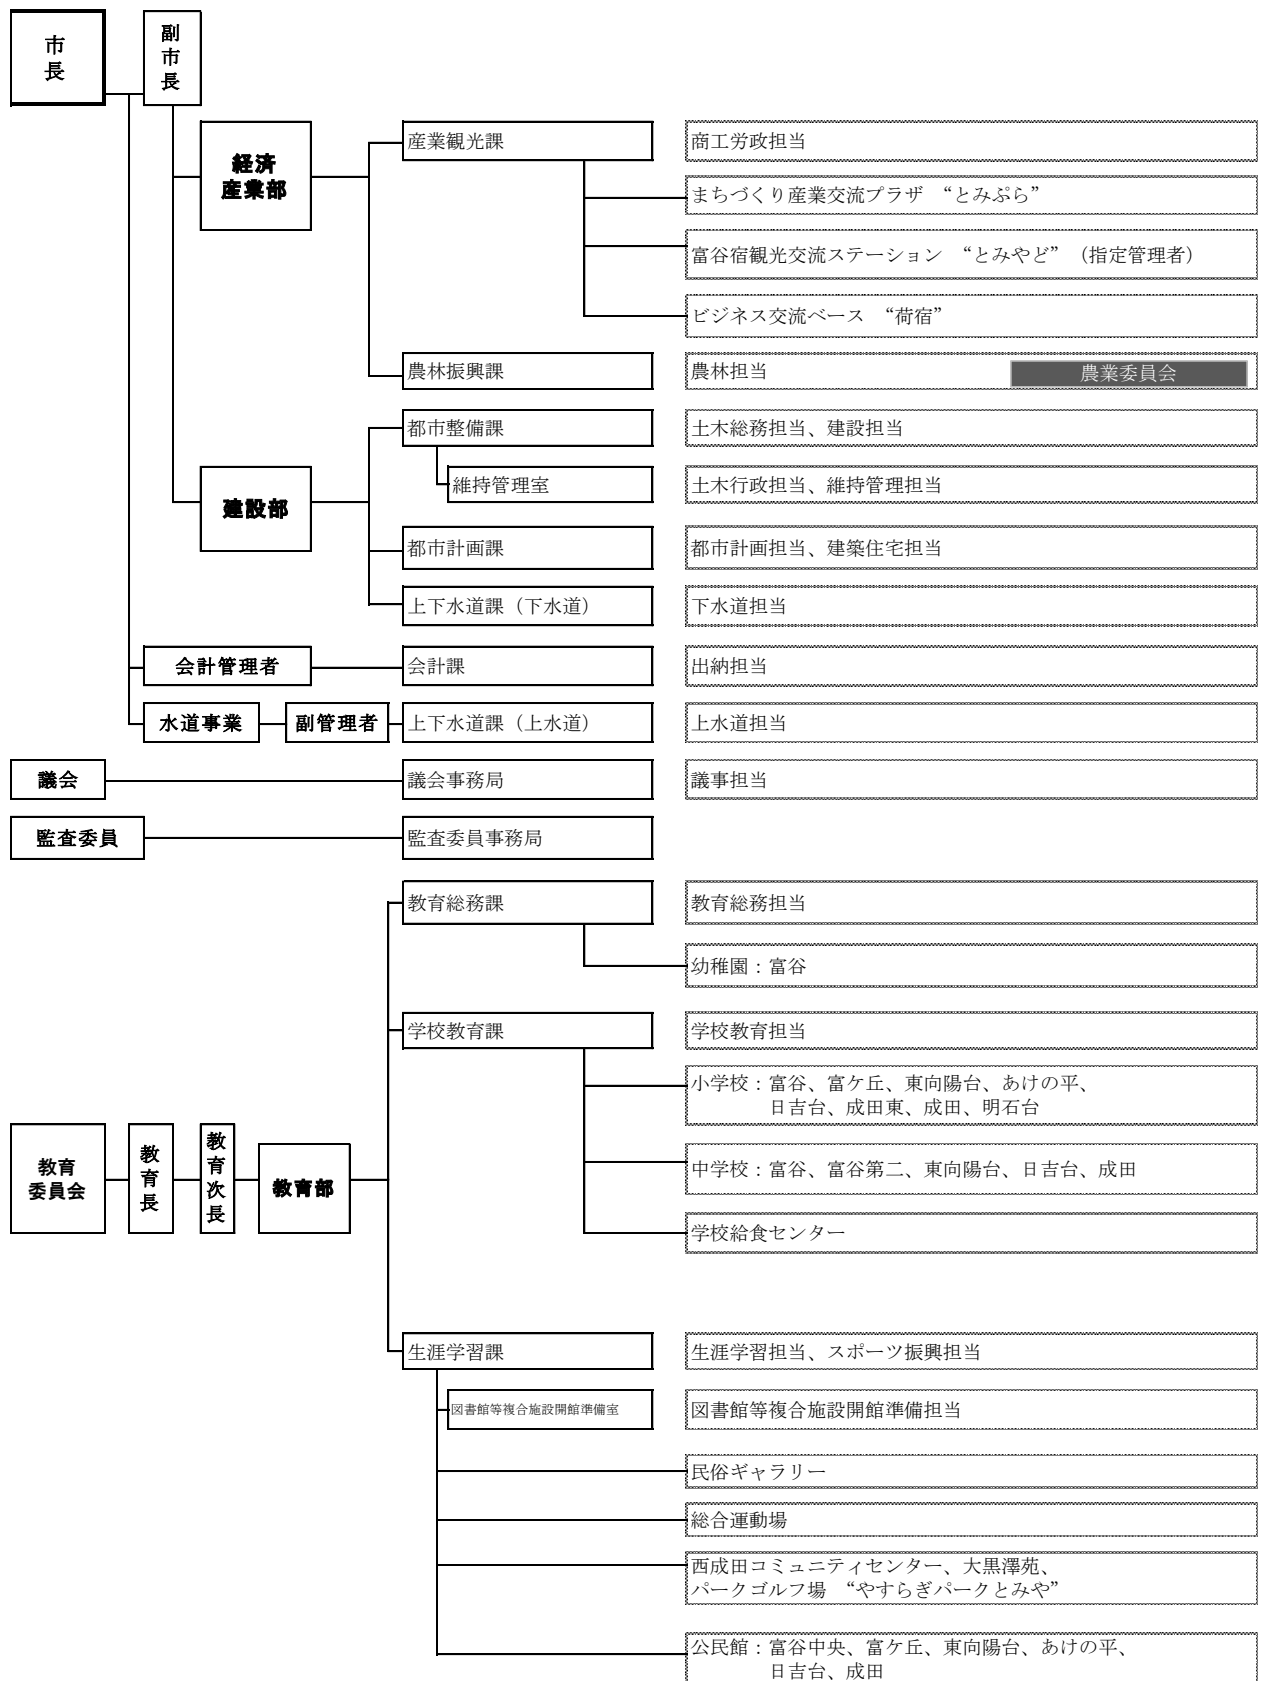 市長
副市長
経済
産業部
産業観光課
商工労政担当
まちづくり産業交流プラザ “とみぷら”
富谷宿観光交流ステーション “とみやど” （指定管理者）
ビジネス交流ベース “荷宿”
農林振興課
農林担当
農業委員会
建設部
都市整備課
土木総務担当、建設担当
維持管理室
土木行政担当、維持管理担当
都市計画課
都市計画担当、建築住宅担当
上下水道課（下水道）
下水道担当
会計管理者
会計課
出納担当
水道事業
副管理者
上下水道課（上水道）
上水道担当
議会
議会事務局
議事担当
監査委員
監査委員事務局
教育
委員会
教育長
教育次長
教育部
教育総務課
教育総務担当
幼稚園：富谷
学校教育課
学校教育担当
小学校：富谷、富ケ丘、東向陽台、あけの平、
日吉台、成田東、成田、明石台
中学校：富谷、富谷第二、東向陽台、日吉台、成田
学校給食センター
生涯学習課
生涯学習担当、スポーツ振興担当
図書館等複合施設開館準備室
図書館等複合施設開館準備担当
民俗ギャラリー
総合運動場
西成田コミュニティセンター、大黒澤苑、
パークゴルフ場 “やすらぎパークとみや”
公民館：富谷中央、富ケ丘、東向陽台、あけの平、
日吉台、成田